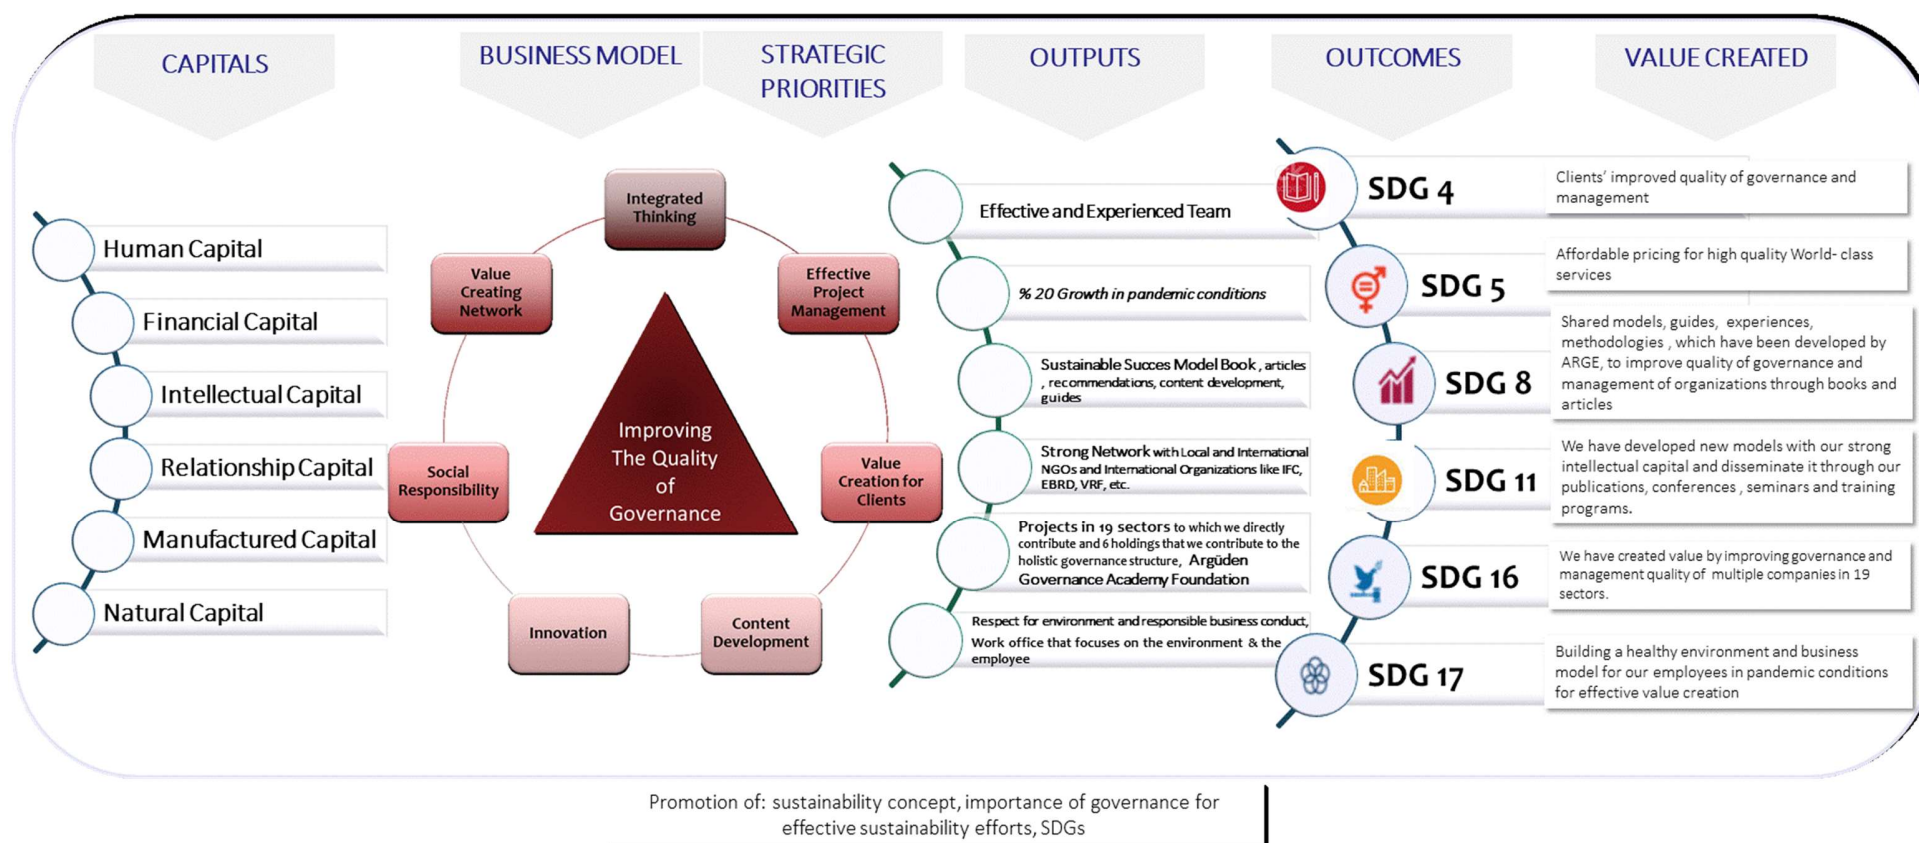 CAPITALS
BUSINESS MODEL
STRATEGIC
PRIORITIES
OUTPUTS
OUTCOMES
VALUE CREATED
Human Capital
Financial Capital
Intellectual Capital
Relationship Capital
Manufactured Capital
Natural Capital
Integrated
Thinking
Effective
Project
Management
Value
Creation for
Clients
Content
Development
Innovation
Social
Responsibility
Value
Creating
Network
Improving
The Quality
of
Governance
Effective and Experienced Team
% 20 Growth in pandemic conditions
Sustainable Succes Model Book , articles
, recommendations, content development,
guides
Strong Network with Local and International
NGOs and International Organizations like IFC,
EBRD, VRF, etc.
Projects in 19 sectors to which we directly
contribute and 6 holdings that we contribute to the
holistic governance structure, Argüden
Governance Academy Foundation
Respect for environment and responsible business conduct,
Work office that focuses on the environment & the
employee
SDG 4
SDG 5
SDG 8
SDG 11
SDG 16
SDG 17
Clients' improved quality of governance and
management
Affordable pricing for high quality World- class
services
Shared models, guides, experiences,
methodologies , which have been developed by
ARGE, to improve quality of governance and
management of organizations through books and
articles
We have developed new models with our strong
intellectual capital and disseminate it through our
publications, conferences , seminars and training
programs.
We have created value by improving governance and
management quality of multiple companies in 19
sectors.
Building a healthy environment and business
model for our employees in pandemic conditions
for effective value creation
Promotion of: sustainability concept, importance of governance for
effective sustainability efforts, SDGs